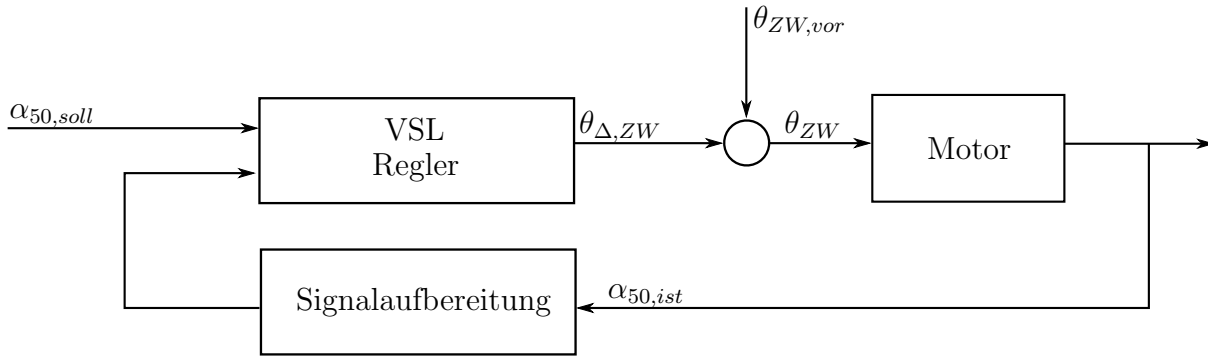 θ_{ZW,vor}
α_{50,soll}
VSL
Regler
θ_{Δ,ZW}
θ_{ZW}
Motor
Signalaufbereitung
α_{50,ist}